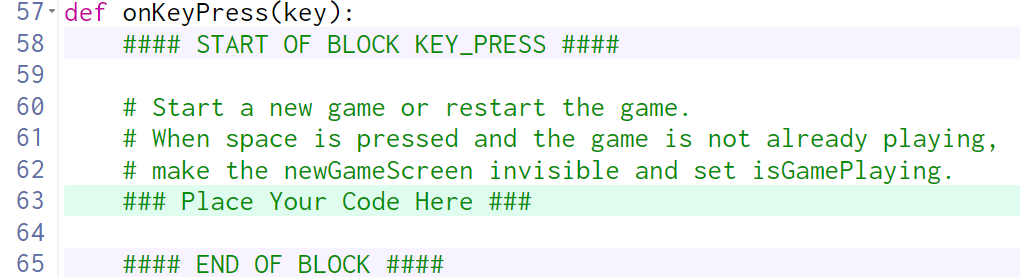 57 def onKeyPress(key):
58 #### START OF BLOCK KEY_PRESS ####
59
60 # Start a new game or restart the game.
61 # When space is pressed and the game is not already playing,
62 # make the newGameScreen invisible and set isGamePlaying.
63 ### Place Your Code Here ###
64
65 #### END OF BLOCK ####